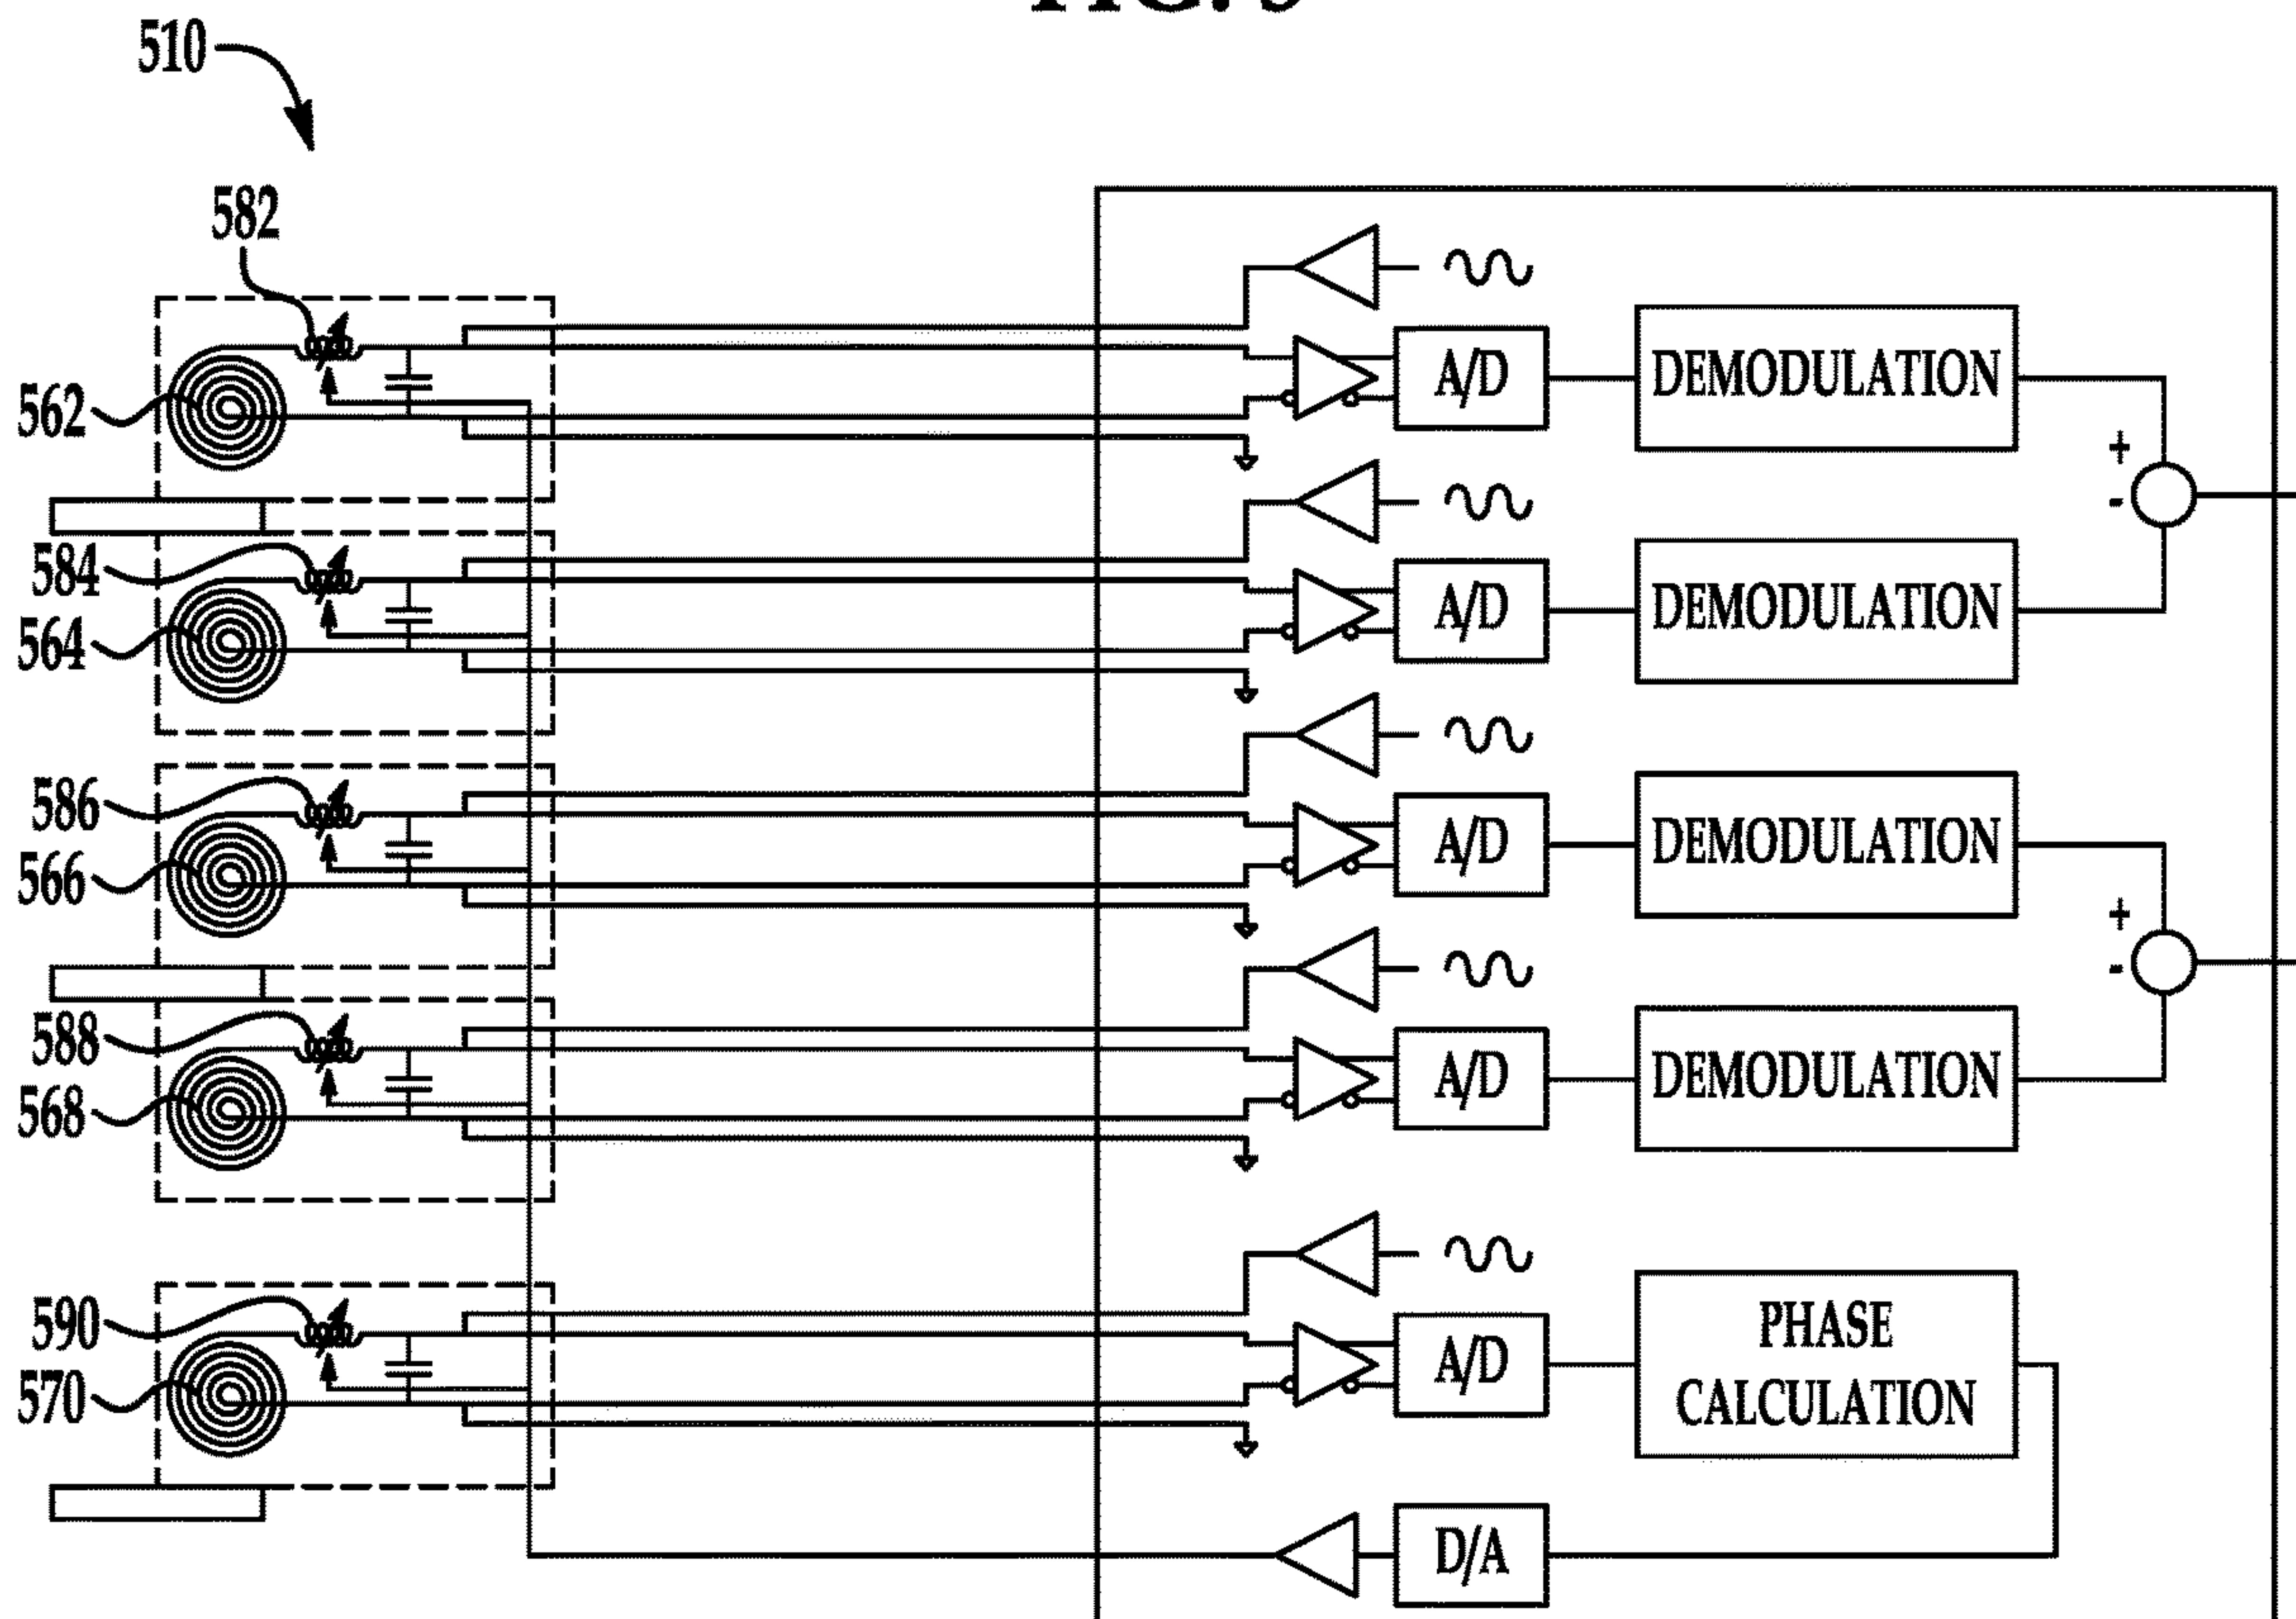 510
582
562
A/D
DEMODULATION
+
-
584
564
A/D
DEMODULATION
586
566
A/D
DEMODULATION
+
-
588
568
A/D
DEMODULATION
590
570
A/D
PHASE
CALCULATION
D/A